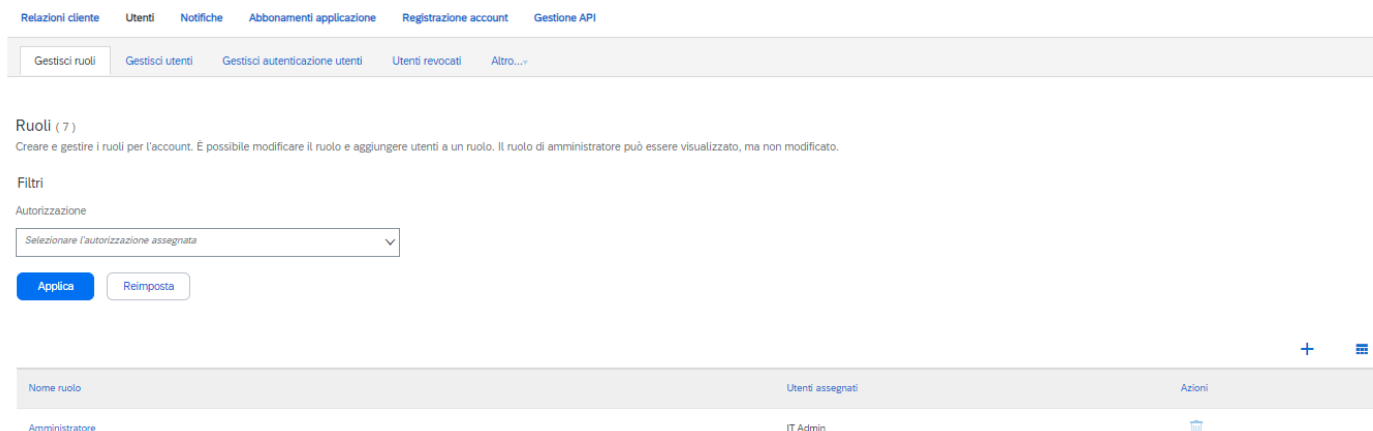 Relazioni cliente Utenti Notifiche Abbonamenti applicazione Registrazione account Gestione API
Gestisci ruoli Gestisci utenti Gestisci autenticazione utenti Utenti revocati Altro...
Ruoli ( 7 )
Creare e gestire i ruoli per l'account. È possibile modificare il ruolo e aggiungere utenti a un ruolo. Il ruolo di amministratore può essere visualizzato, ma non modificato.
Filtri
Autorizzazione
Selezionare l'autorizzazione assegnata
Applica Reimposta
Nome ruolo Utenti assegnati Azioni
Amministratore IT Admin